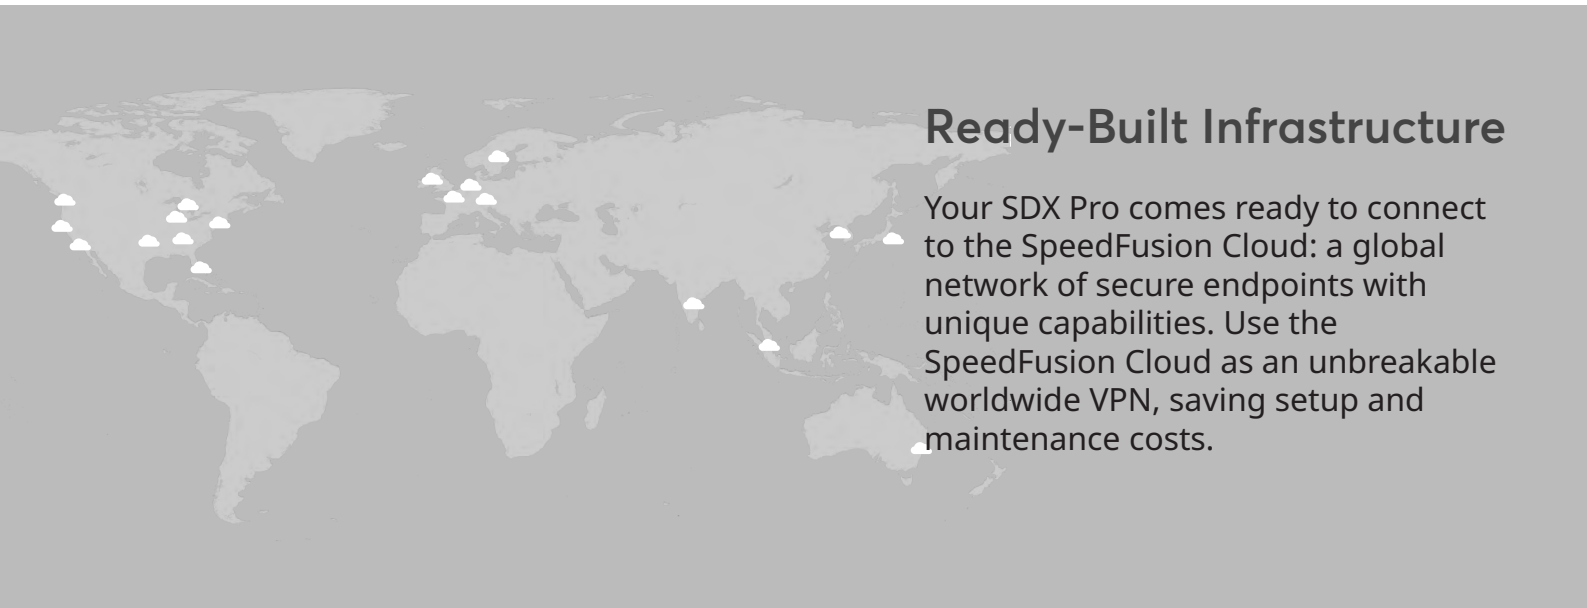 Ready-Built Infrastructure
Your SDX Pro comes ready to connect
to the SpeedFusion Cloud: a global
network of secure endpoints with
unique capabilities. Use the
SpeedFusion Cloud as an unbreakable
worldwide VPN, saving setup and
maintenance costs.